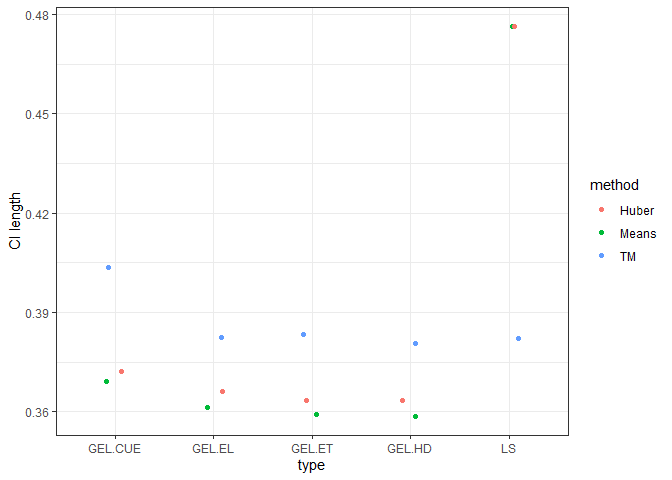 0.48
0.45
0.42
0.39
0.36
CI length
GEL.CUE GEL.EL GEL.ET GEL.HD LS
type
method
Huber
Means
TM